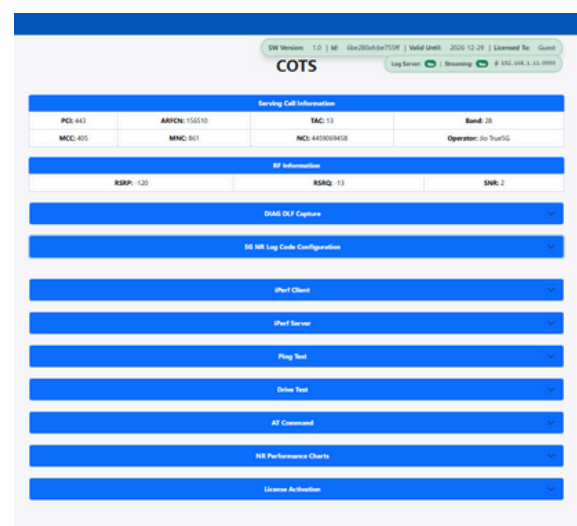 SW Version: 1.0 | Id: 6be280afcbe755ff | Valid Until: 2026-12-29 | Licensed To: Guest
COTS
Log Server: | Streaming: # 192.168.1.11:9999
Serving Cell Information
PCI: 443 ARFCN: 156510 TAC: 13 Band: 28
MCC: 405 MNC: 861 NCI: 4459069458 Operator: Jio True5G
RF Information
RSRP: -120 RSRQ: -13 SNR: 2
DIAG DLF Capture
5G NR Log Code Configuration
iPerf Client
iPerf Server
Ping Test
Drive Test
AT Command
NR Performance Charts
License Activation